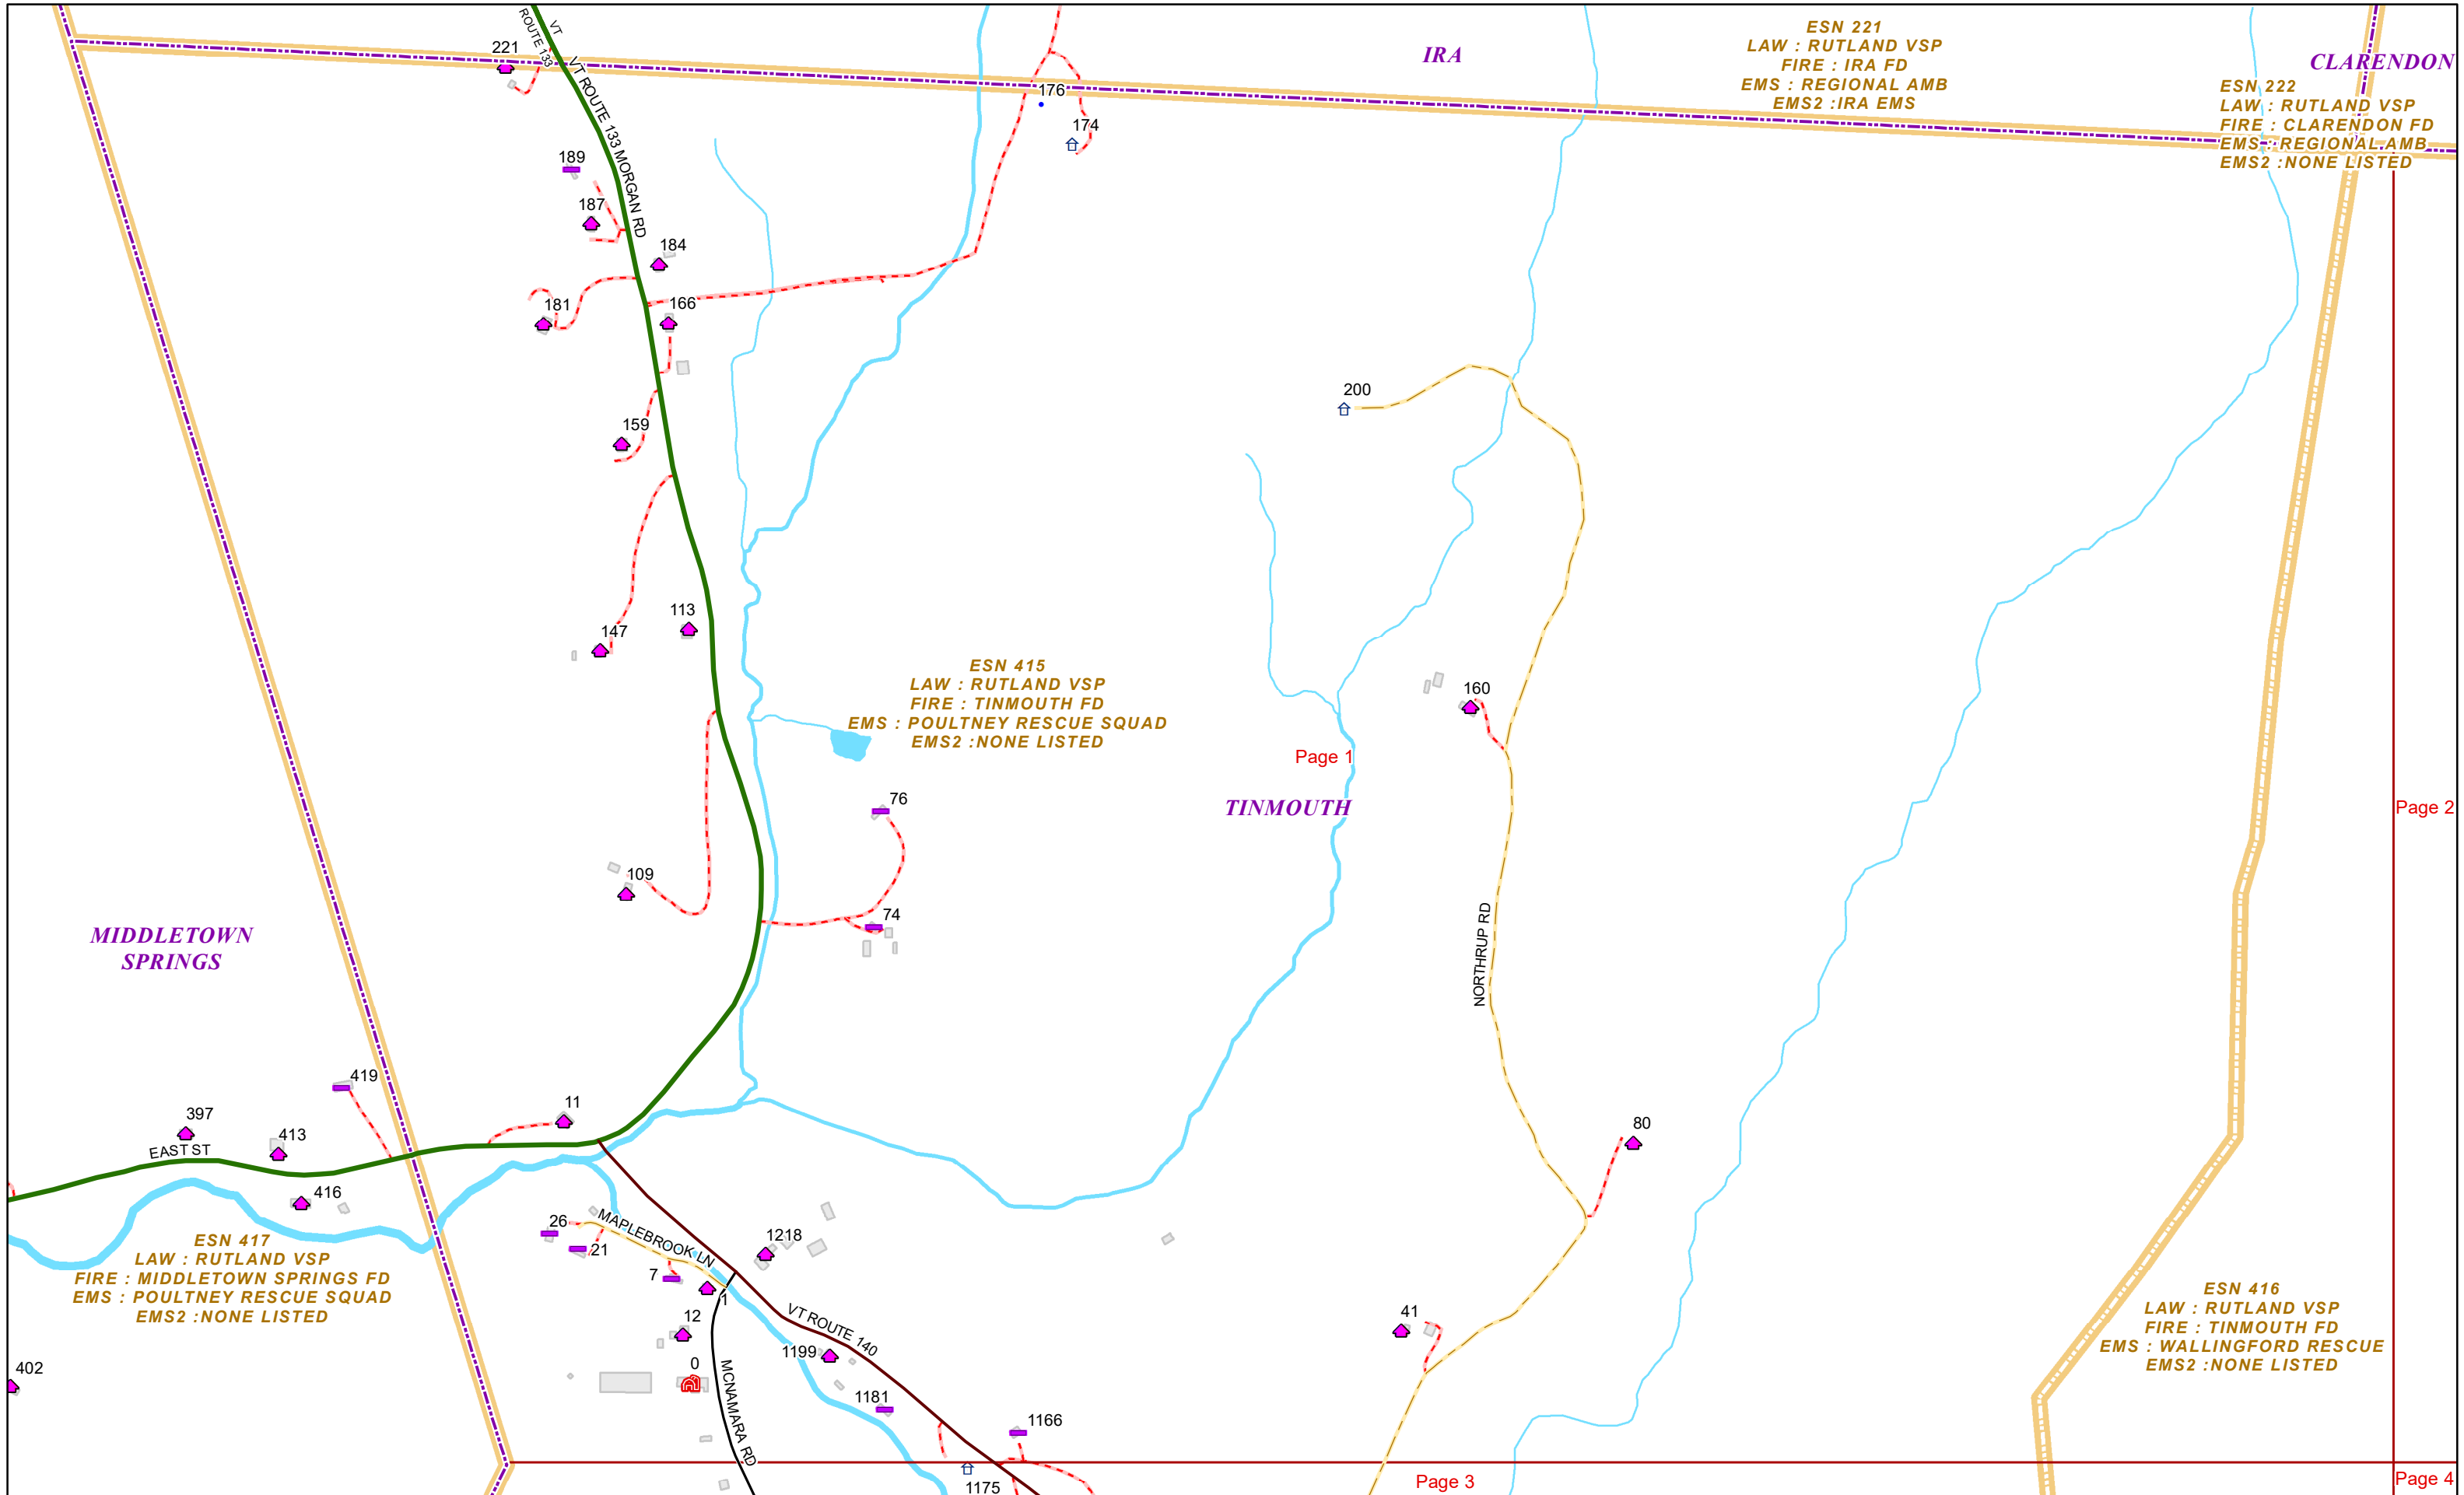 VT
ROUTE 133
VT ROUTE 133 MORGAN RD
221
IRA
ESN 221
LAW : RUTLAND VSP
FIRE : IRA FD
EMS : REGIONAL AMB
EMS2 :IRA EMS
CLARENDON
ESN 222
LAW : RUTLAND VSP
FIRE : CLARENDON FD
EMS : REGIONAL AMB
EMS2 :NONE LISTED
176
174
189
187
184
181
166
200
159
113
147
ESN 415
LAW : RUTLAND VSP
FIRE : TINMOUTH FD
EMS : POULTNEY RESCUE SQUAD
EMS2 :NONE LISTED
160
Page 1
TINMOUTH
Page 2
76
109
74
MIDDLETOWN
SPRINGS
NORTHRUP RD
419
397
413
EAST ST
11
80
416
26
21
MAPLEBROOK LN
7
1
1218
ESN 417
LAW : RUTLAND VSP
FIRE : MIDDLETOWN SPRINGS FD
EMS : POULTNEY RESCUE SQUAD
EMS2 :NONE LISTED
12
VT ROUTE 140
41
ESN 416
LAW : RUTLAND VSP
FIRE : TINMOUTH FD
EMS : WALLINGFORD RESCUE
EMS2 :NONE LISTED
402
0
1199
MCNAMARA RD
1181
1166
1175
Page 3
Page 4